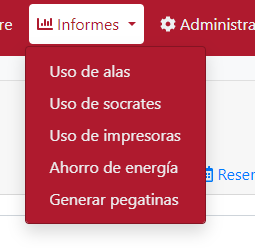 re Informes Administra
Uso de alas
Uso de socrates
Uso de impresoras
Ahorro de energía
Reser
Generar pegatinas